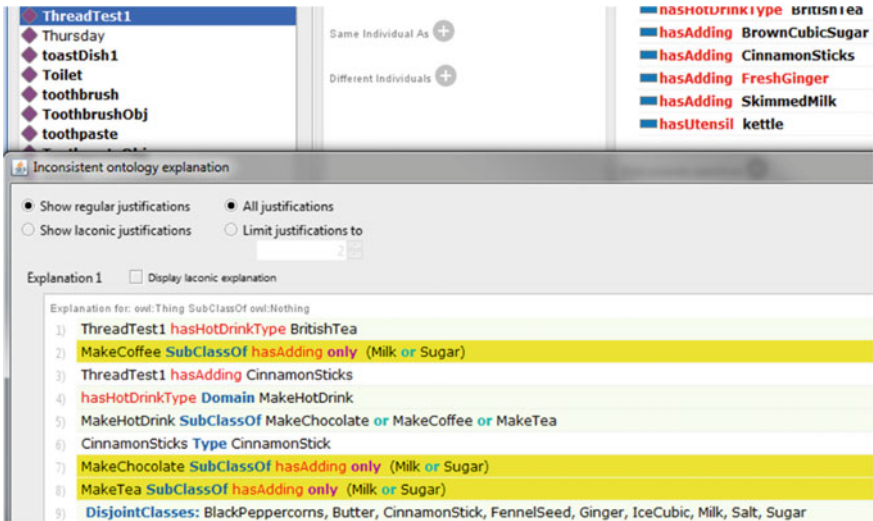 ThreadTest1
Thursday
toastDish1
Toilet
toothbrush
ToothbrushObj
toothpaste
Same Individual As
Different Individuals
hasHotDrinkType BritishTea
hasAdding BrownCubicSugar
hasAdding CinnamonSticks
hasAdding FreshGinger
hasAdding SkimmedMilk
hasUtensil kettle
Inconsistent ontology explanation
Show regular justifications All justifications
Show laconic justifications Limit justifications to
2
Explanation 1 Display laconic explanation
Explanation for: owl:Thing SubClassOf owl:Nothing
1) ThreadTest1 hasHotDrinkType BritishTea
2) MakeCoffee SubClassOf hasAdding only (Milk or Sugar)
3) ThreadTest1 hasAdding CinnamonSticks
4) hasHotDrinkType Domain MakeHotDrink
5) MakeHotDrink SubClassOf MakeChocolate or MakeCoffee or MakeTea
6) CinnamonSticks Type CinnamonStick
7) MakeChocolate SubClassOf hasAdding only (Milk or Sugar)
8) MakeTea SubClassOf hasAdding only (Milk or Sugar)
9) DisjointClasses: BlackPeppercorns, Butter, CinnamonStick, FennelSeed, Ginger, IceCubic, Milk, Salt, Sugar